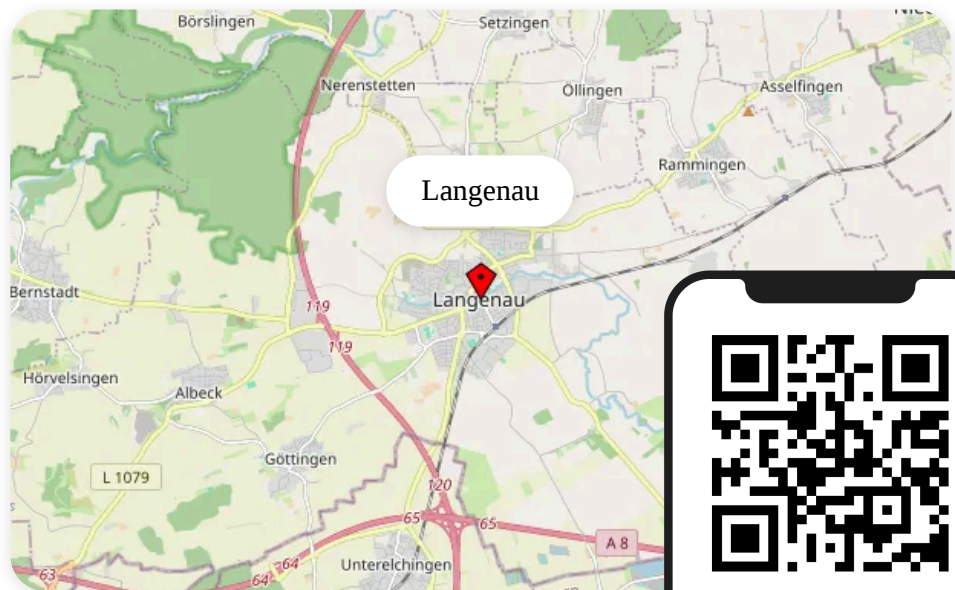 Börslingen
Setzingen
Nerenstetten
Öllingen
Asselfingen
Rammingen
Langenau
Bernstadt
Langenau
119
119
Hörvelsingen
Albeck
Göttingen
L 1079
120
65
65
A 8
64
Unterelchingen
63
64